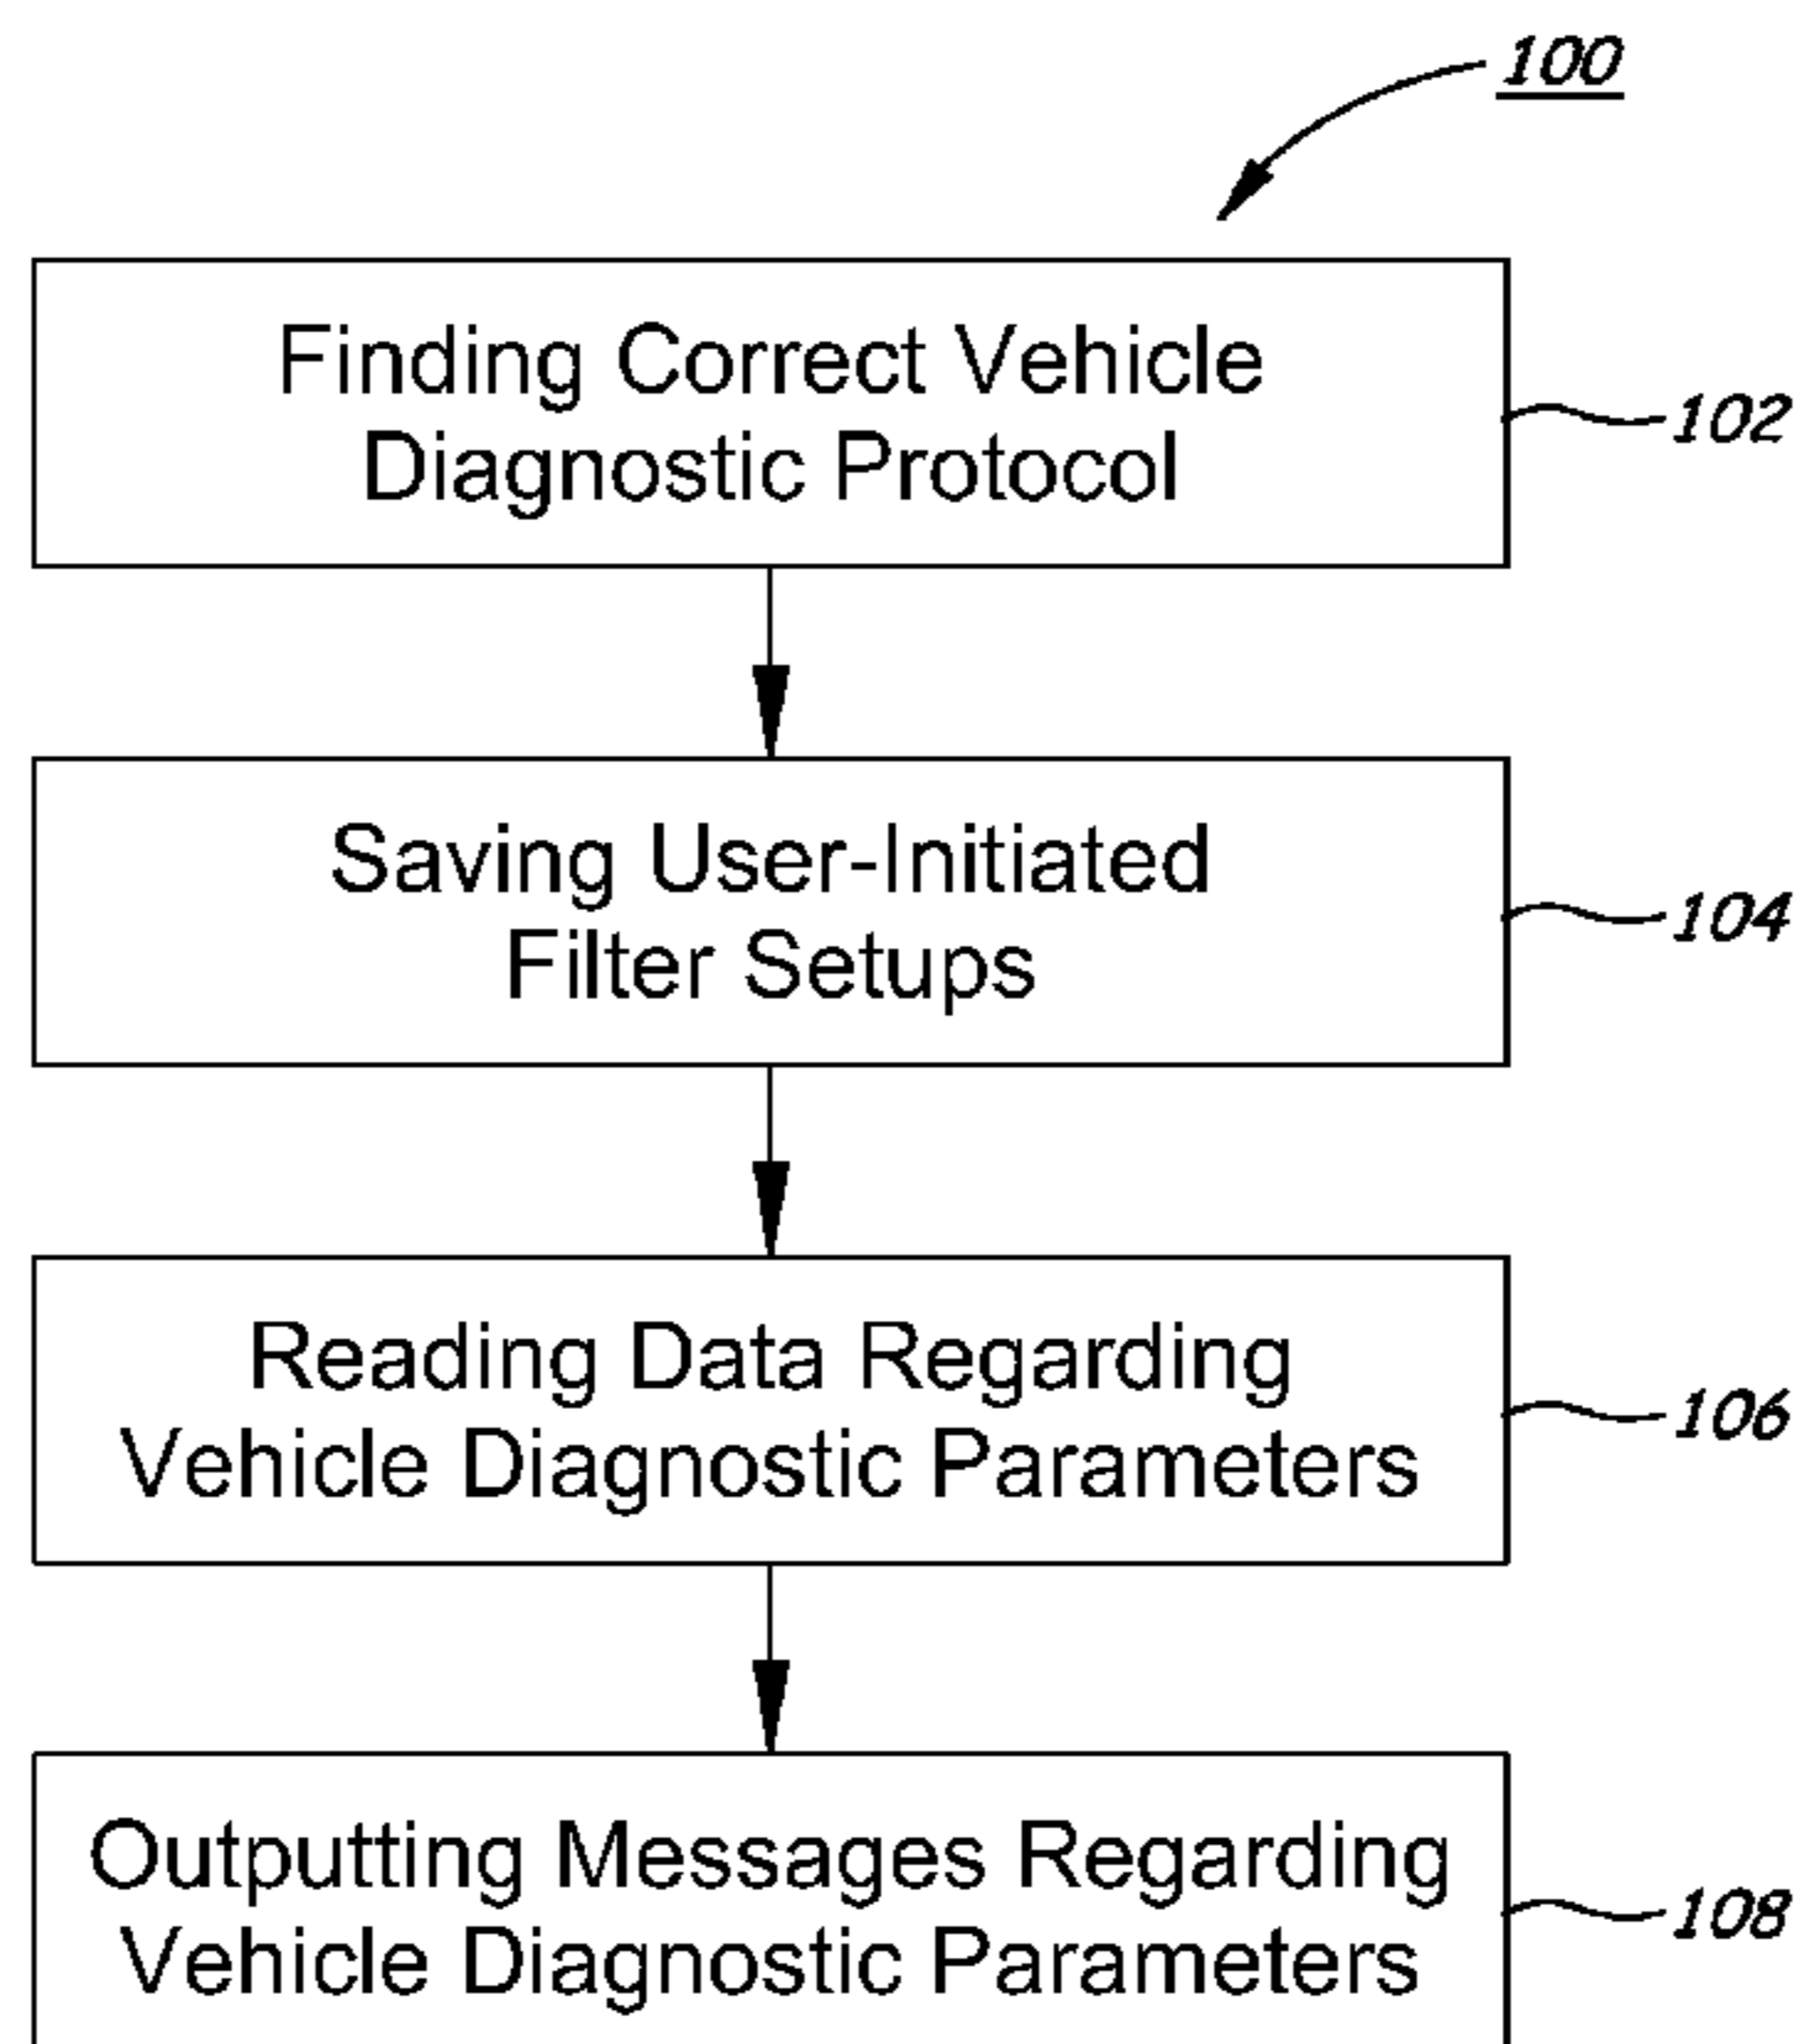 100
Finding Correct Vehicle
Diagnostic Protocol
102
Saving User-Initiated
Filter Setups
104
Reading Data Regarding
Vehicle Diagnostic Parameters
106
Outputting Messages Regarding
Vehicle Diagnostic Parameters
108